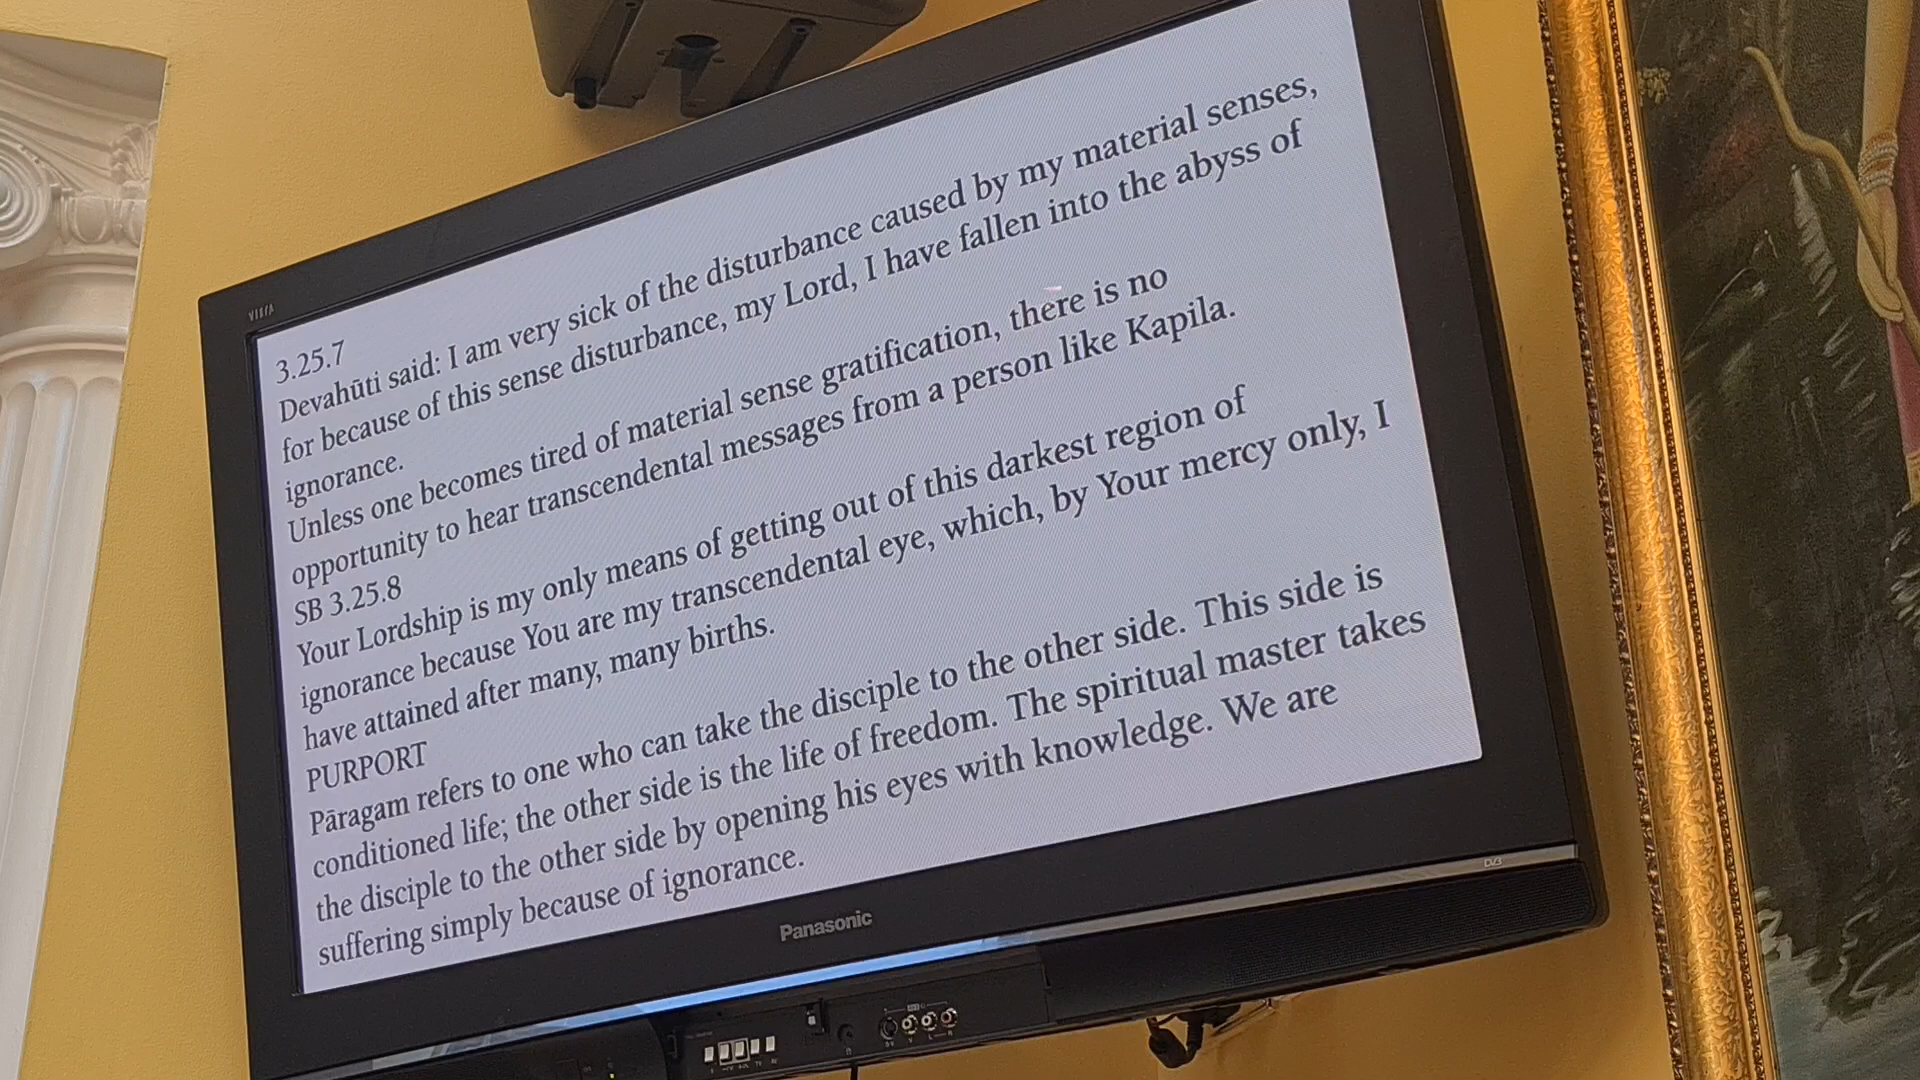 VIERA
3.25.7
Devahūti said: I am very sick of the disturbance caused by my material senses,
for because of this sense disturbance, my Lord, I have fallen into the abyss of
ignorance.
Unless one becomes tired of material sense gratification, there is no
opportunity to hear transcendental messages from a person like Kapila.
SB 3.25.8
Your Lordship is my only means of getting out of this darkest region of
ignorance because You are my transcendental eye, which, by Your mercy only, I
have attained after many, many births.
PURPORT
Pāragam refers to one who can take the disciple to the other side. This side is
conditioned life; the other side is the life of freedom. The spiritual master takes
the disciple to the other side by opening his eyes with knowledge. We are
suffering simply because of ignorance.
Panasonic